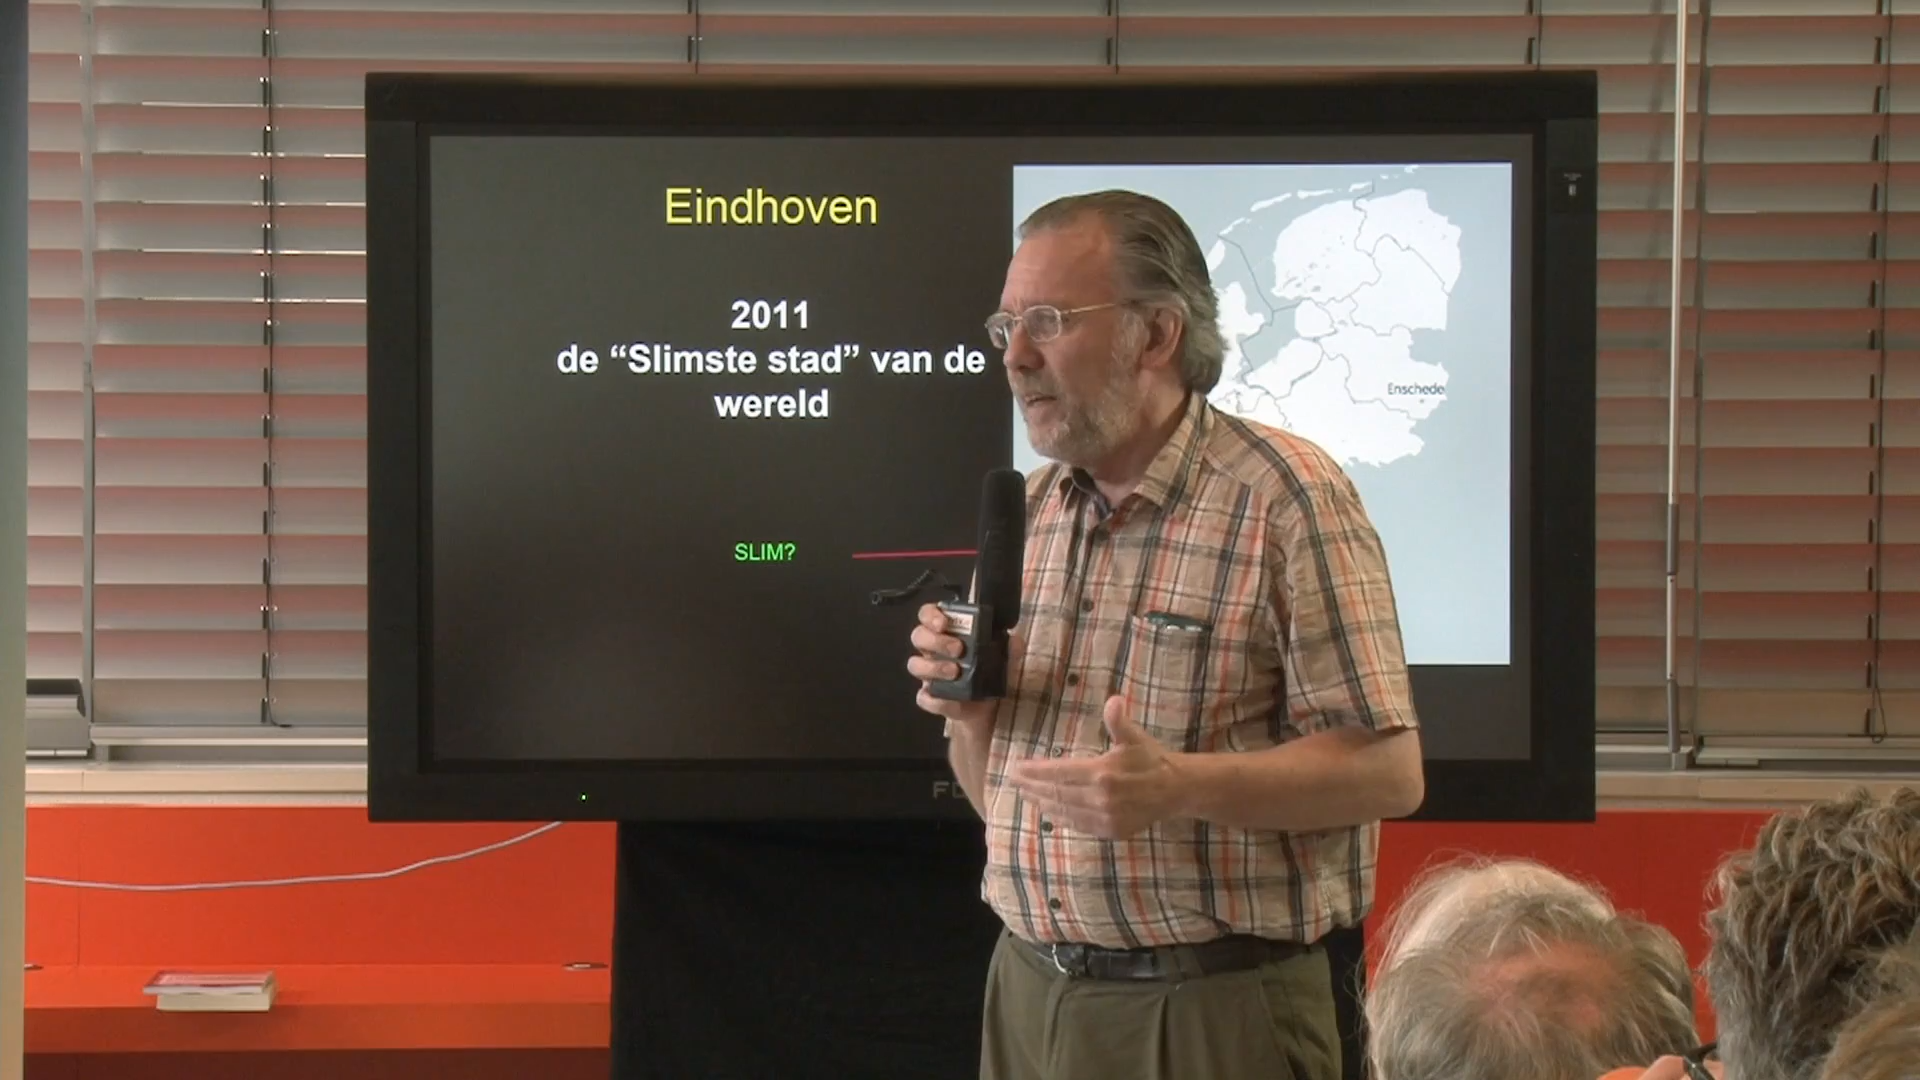 Eindhoven
2011
de “Slimste stad” van de
wereld
Enschede
SLIM?